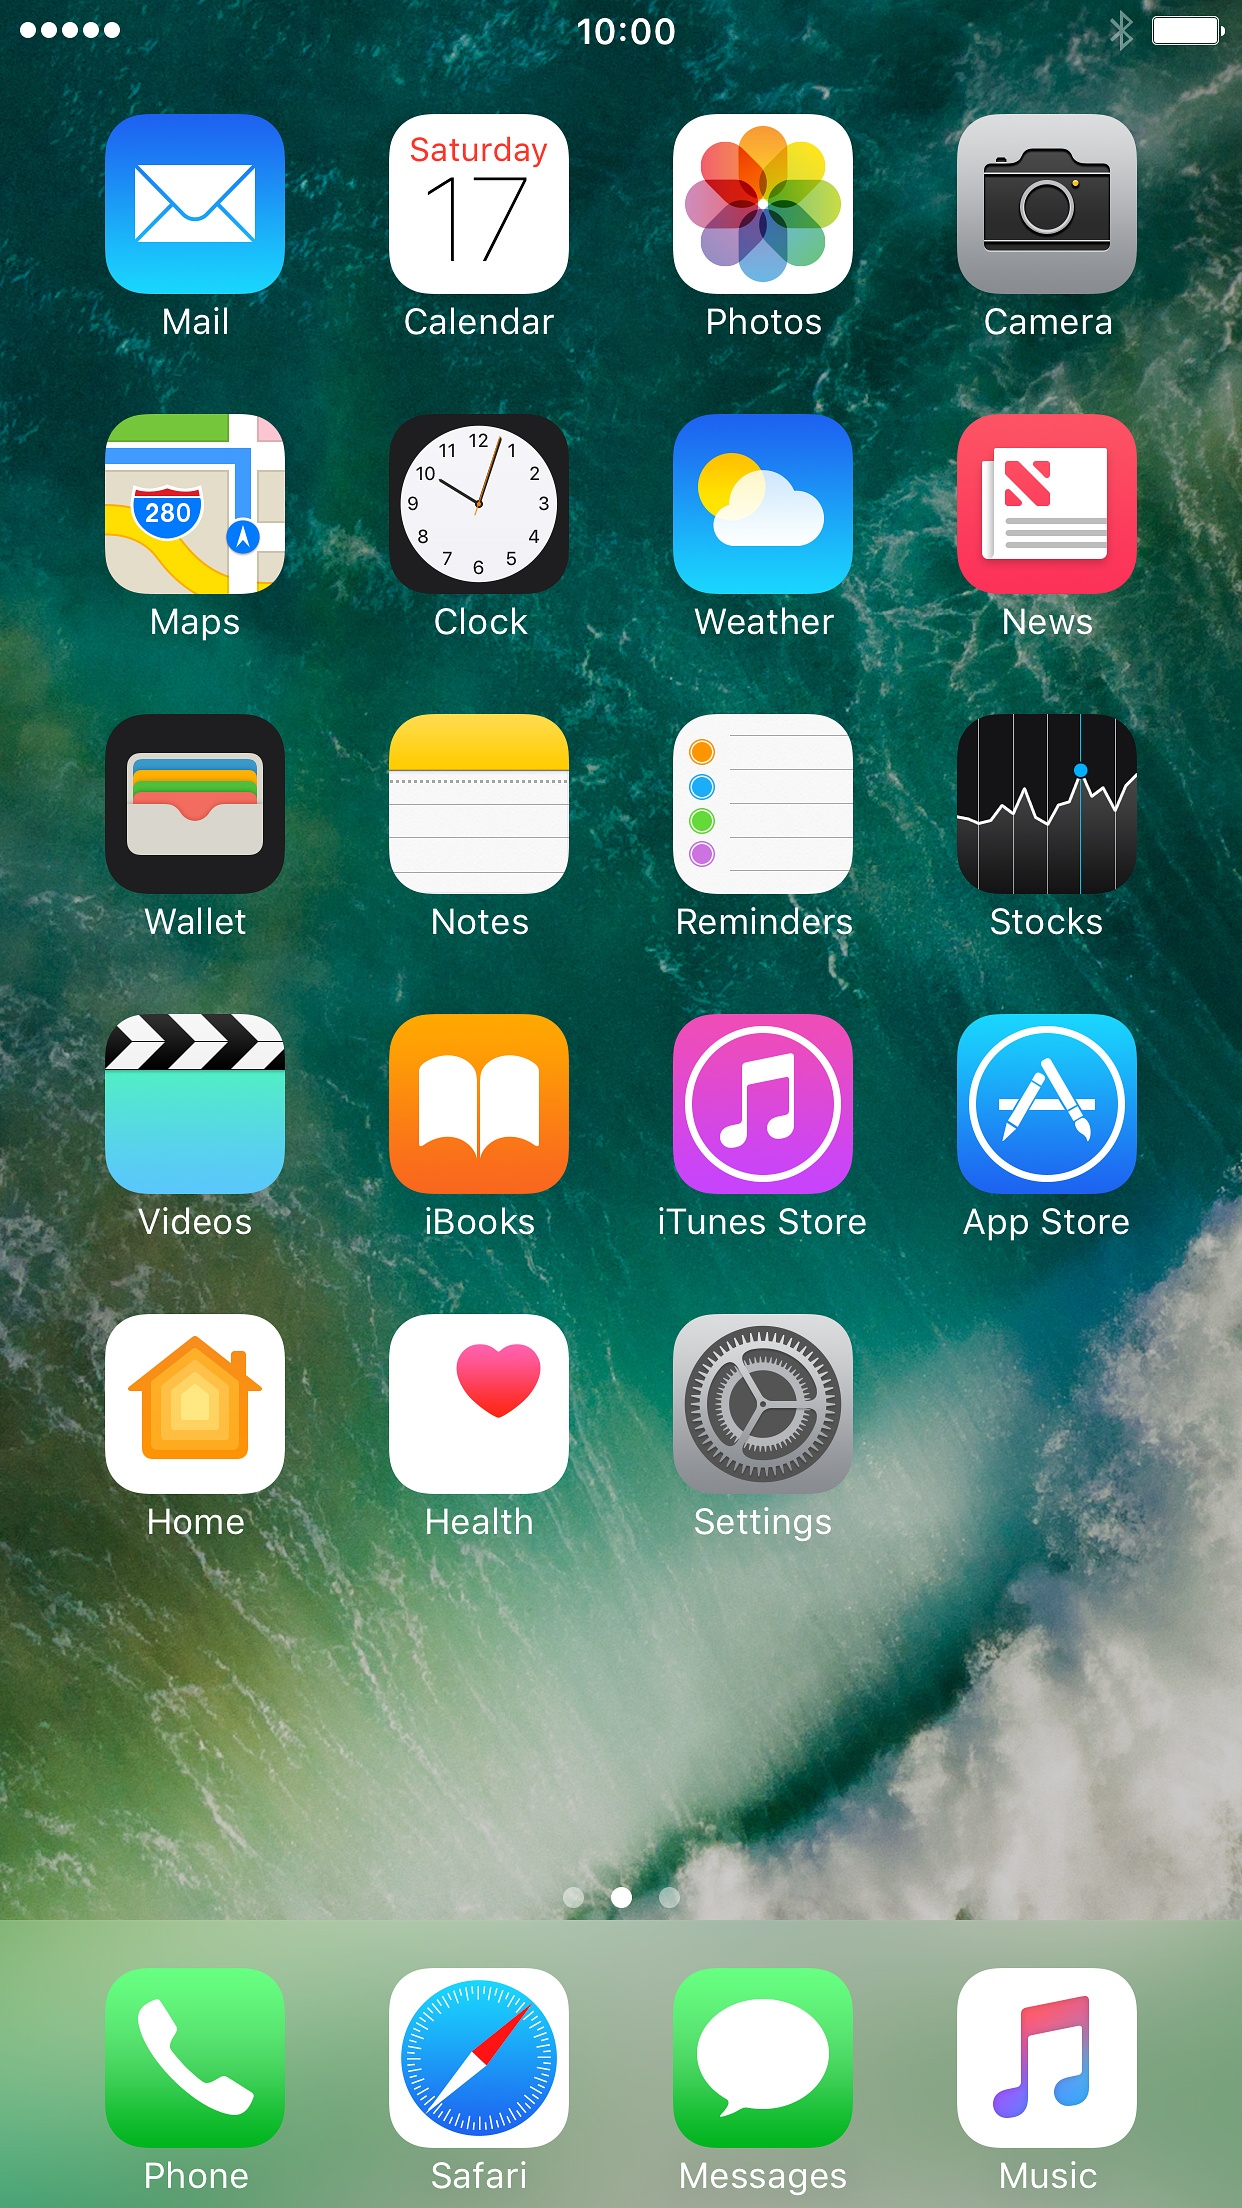 10:00
Saturday
17
Mail Calendar Photos Camera
280
12
11 1
10 2
9 3
8 4
7 5
6
Maps Clock Weather News
Wallet Notes Reminders Stocks
Videos iBooks iTunes Store App Store
Home Health Settings
Phone Safari Messages Music